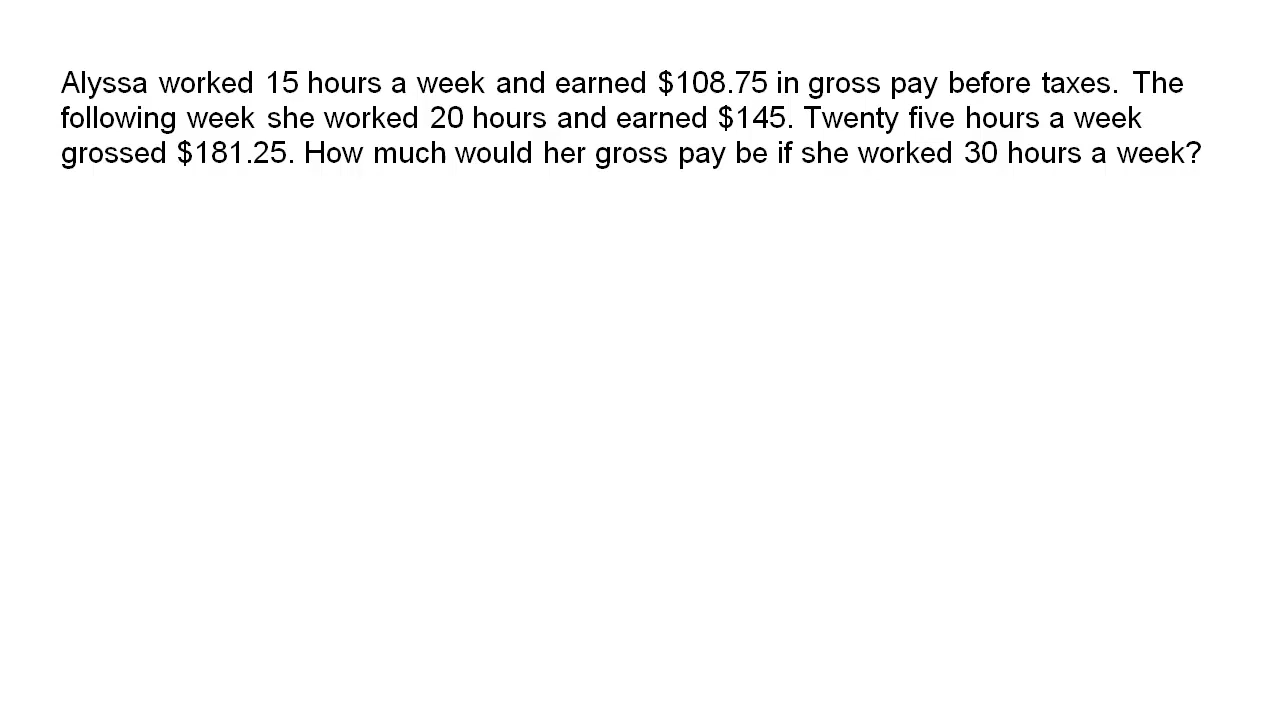 Alyssa worked 15 hours a week and earned $108.75 in gross pay before taxes. The
following week she worked 20 hours and earned $145. Twenty five hours a week
grossed $181.25. How much would her gross pay be if she worked 30 hours a week?